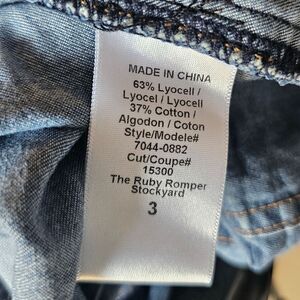 MADE IN CHINA
63% Lyocell /
Lyocel / Lyocell
37% Cotton /
Algodon / Coton
Style/Modele#
7044-0882
Cut/Coupe#
15300
The Ruby Romper
Stockyard
3